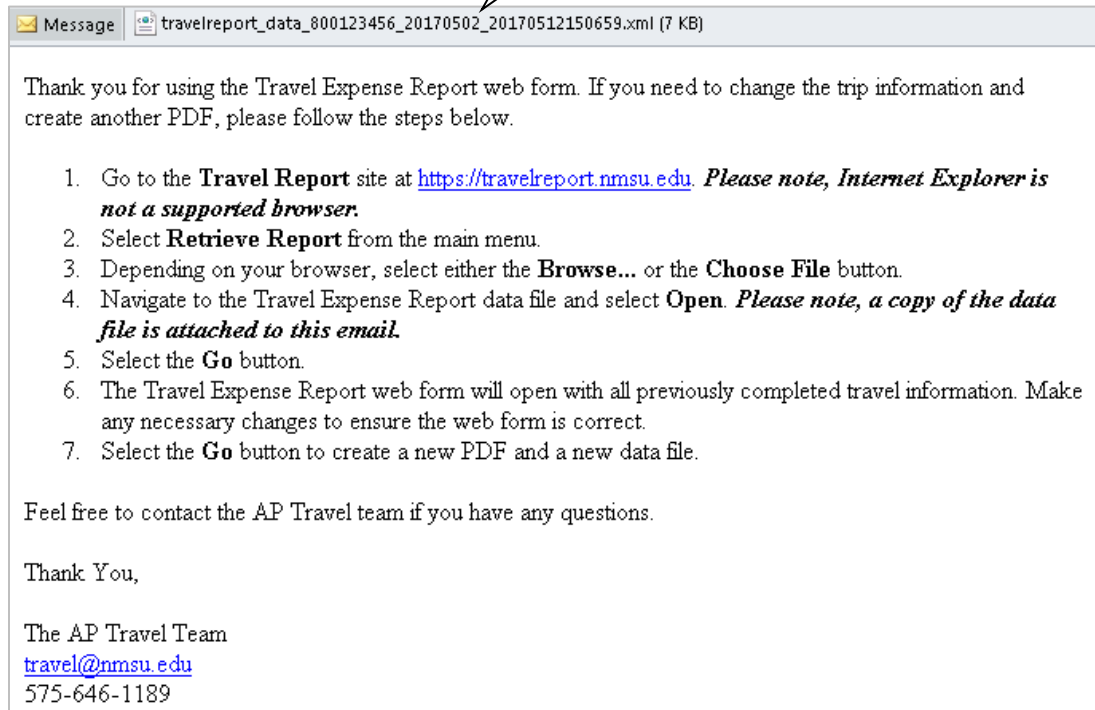 Message travelreport_data_800123456_20170502_20170512150659.xml (7 KB)
Thank you for using the Travel Expense Report web form. If you need to change the trip information and
create another PDF, please follow the steps below.
1. Go to the Travel Report site at https://travelreport.nmsu.edu. Please note, Internet Explorer is
not a supported browser.
2. Select Retrieve Report from the main menu.
3. Depending on your browser, select either the Browse... or the Choose File button.
4. Navigate to the Travel Expense Report data file and select Open. Please note, a copy of the data
file is attached to this email.
5. Select the Go button.
6. The Travel Expense Report web form will open with all previously completed travel information. Make
any necessary changes to ensure the web form is correct.
7. Select the Go button to create a new PDF and a new data file.
Feel free to contact the AP Travel team if you have any questions.
Thank You,
The AP Travel Team
travel@nmsu.edu
575-646-1189